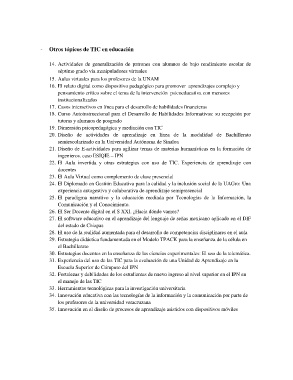 Otros tópicos de TIC en educación
14. Actividades de generalización de patrones con alumnos de bajo rendimiento escolar de
séptimo grado vía manipuladores virtuales
15. Aulas virtuales para los profesores de la UNAM
16. El relato digital como dispositivo pedagógico para promover aprendizajes complejo y
pensamiento crítico sobre el tema de la intervención psicoeducativa con menores
institucionalizados
17. Casos interactivos en línea para el desarrollo de habilidades financieras
18. Curso Autoinstruccional para el Desarrollo de Habilidades Informativas: su recepción por
tutores y alumnos de posgrado
19. Dimensión psicopedagógica y mediación con TIC
20. Diseño de actividades de aprendizaje en línea de la modalidad de Bachillerato
semiescolarizado en la Universidad Autónoma de Sinaloa
21. Diseño de E-actividades para agilizar temas de materias humanísticas en la formación de
ingenieros, caso ESIQIE – IPN
22. El Aula invertida y otras estrategias con uso de TIC. Experiencia de aprendizaje con
docentes
23. El Aula Virtual como complemento de clase presencial
24. El Diplomado en Gestión Educativa para la calidad y la inclusión social de la UAGro: Una
experiencia autogestiva y colaborativa de aprendizaje semipresencial
25. El paradigma narrativo y la educación mediada por Tecnologías de la Información, la
Comunicación y el Conocimiento.
26. El Ser Docente digital en el S XXI. ¿Hacia dónde vamos?
27. El software educativo en el aprendizaje del lenguaje de señas mexicano aplicado en el DIF
del estado de Chiapas
28. El uso de la realidad aumentada para el desarrollo de competencias disciplinares en el aula
29. Estrategia didáctica fundamentada en el Modelo TPACK para la enseñanza de la célula en
el Bachillerato
30. Estrategias docentes en la enseñanza de las ciencias experimentales: El uso de la telemática.
31. Experiencia del uso de las TIC para la evaluación de una Unidad de Aprendizaje en la
Escuela Superior de Cómputo del IPN
32. Fortalezas y debilidades de los estudiantes de nuevo ingreso al nivel superior en el IPN en
el manejo de las TIC
33. Herramientas tecnológicas para la investigación universitaria
34. Innovación educativa con las tecnologías de la información y la comunicación por parte de
los profesores de la universidad veracruzana
35. Innovación en el diseño de procesos de aprendizaje asistidos con dispositivos móviles